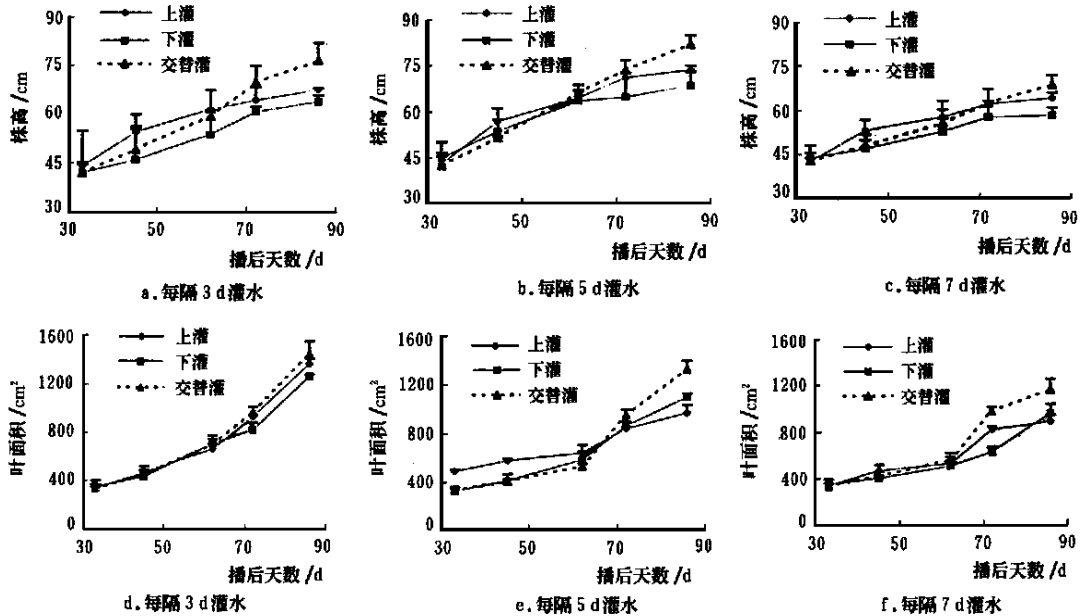 90
75
60
45
30
株高/cm
上灌
下灌
交替灌
30 50 70 90
播后天数/d
a.每隔3d灌水
90
75
60
45
30
株高/cm
上灌
下灌
交替灌
30 50 70 90
播后天数/d
b.每隔5d灌水
90
75
60
45
30
株高/cm
上灌
下灌
交替灌
30 50 70 90
播后天数/d
c.每隔7d灌水
1600
1200
800
400
0
叶面积/cm²
上灌
下灌
交替灌
30 50 70 90
播后天数/d
d.每隔3d灌水
1600
1200
800
400
0
叶面积/cm²
上灌
下灌
交替灌
30 50 70 90
播后天数/d
e.每隔5d灌水
1600
1200
800
400
0
叶面积/cm²
上灌
下灌
交替灌
30 50 70 90
播后天数/d
f.每隔7d灌水